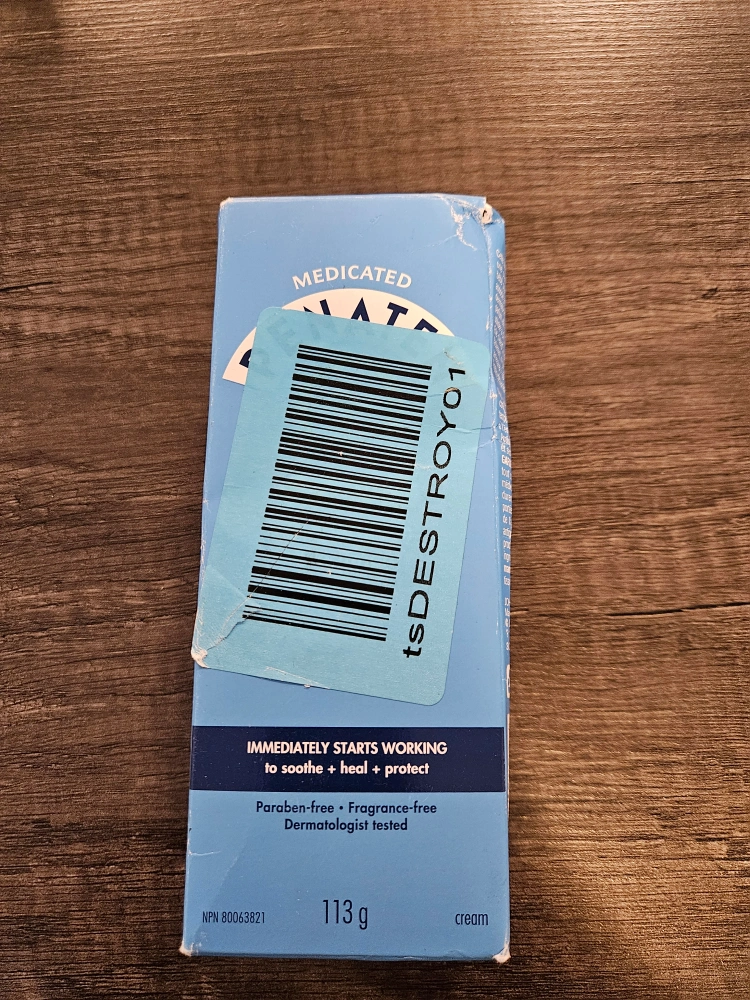 MEDICATED
tsDESTROY01
IMMEDIATELY STARTS WORKING
to soothe + heal + protect
Paraben-free • Fragrance-free
Dermatologist tested
NPN 80063821
113 g
cream